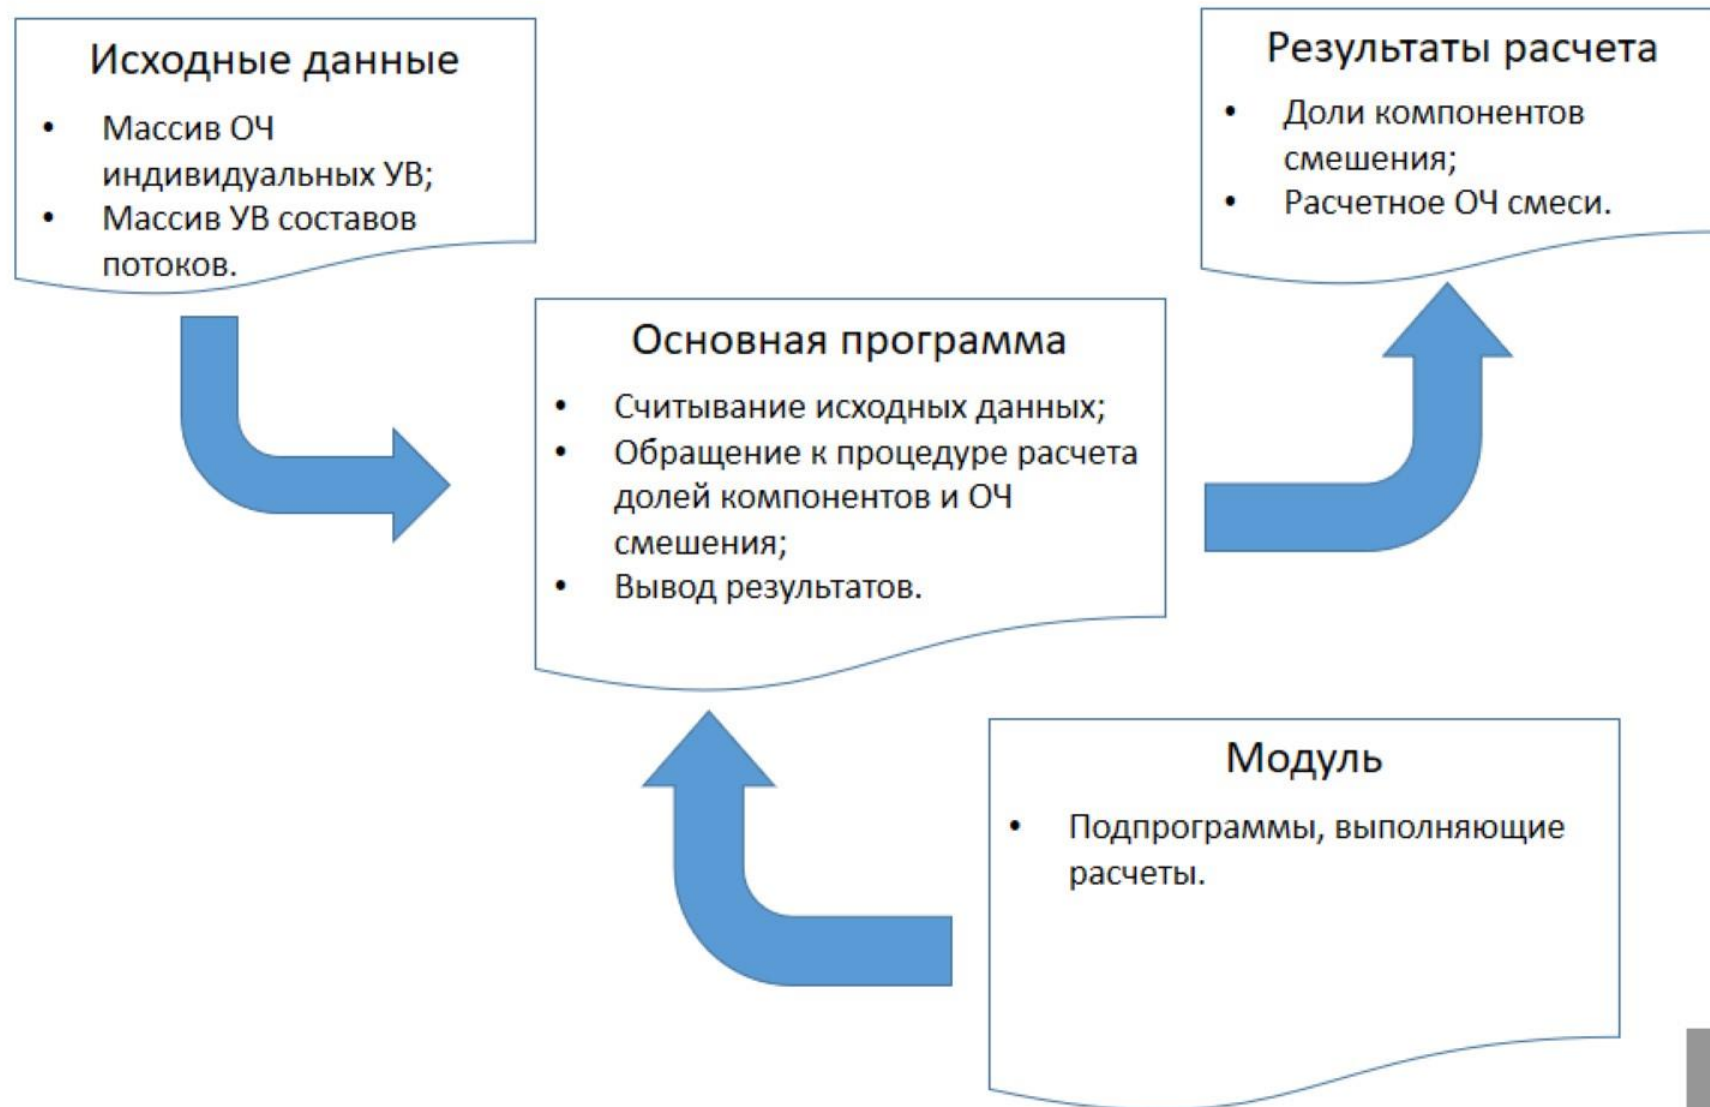 Исходные данные
• Массив ОЧ
индивидуальных УВ;
• Массив УВ составов
потоков.
Результаты расчета
• Доли компонентов
смешения;
• Расчетное ОЧ смеси.
Основная программа
• Считывание исходных данных;
• Обращение к процедуре расчета
долей компонентов и ОЧ
смешения;
• Вывод результатов.
Модуль
• Подпрограммы, выполняющие
расчеты.